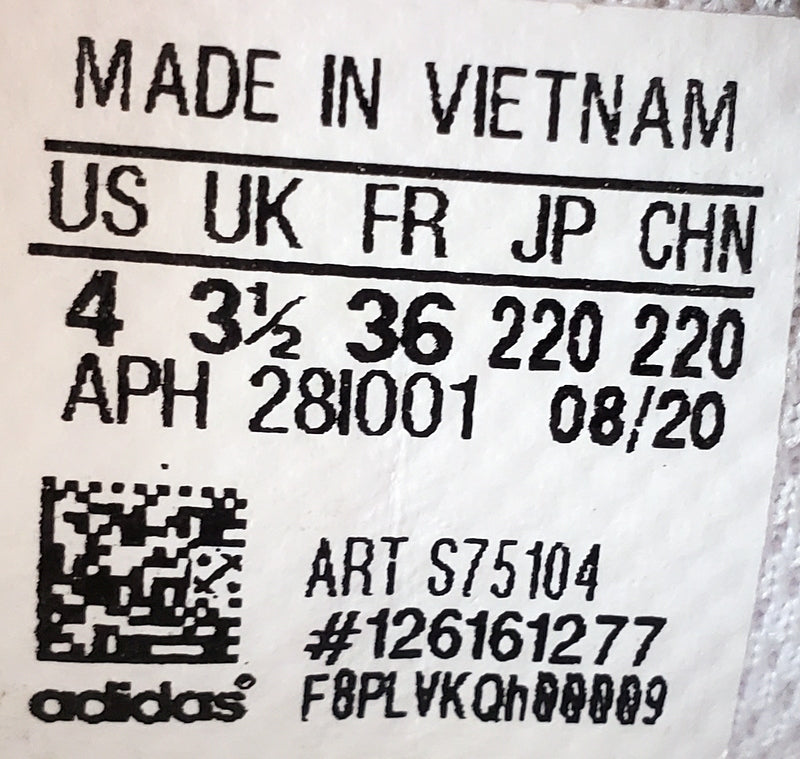 MADE IN VIETNAM
US UK FR JP CHN
4 3½ 36 220 220
APH 28I001 08/20
ART S75104
#126161277
F8PLVKQh00009
adidas